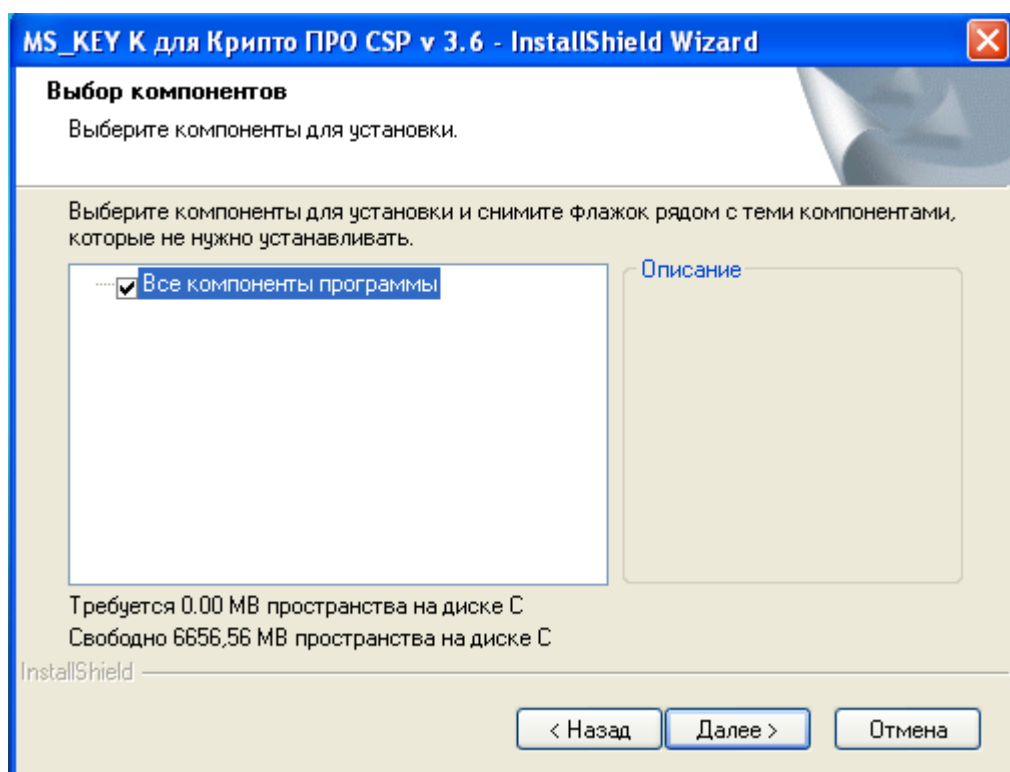 MS_KEY К для Крипто ПРО CSP v 3.6 - InstallShield Wizard
Выбор компонентов
Выберите компоненты для установки.
Выберите компоненты для установки и снимите флажок рядом с теми компонентами,
которые не нужно устанавливать.
Все компоненты программы
Описание
Требуется 0.00 MB пространства на диске C
Свободно 6656,56 MB пространства на диске C
InstallShield
< Назад
Далее >
Отмена